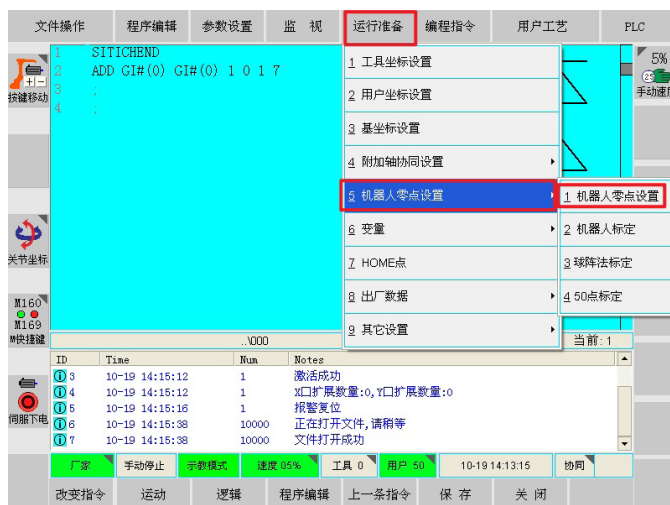 文件操作 程序编辑 参数设置 监 视 运行准备 编程指令 用户工艺 PLC
1 SITICHEND
2 ADD GI#(0) GI#(0) 1 0 1 7
3 ;
4 ;
按键移动
关节坐标
M160
M169
M快捷键
伺服下电
5%
手动速度
1 工具坐标设置
2 用户坐标设置
3 基坐标设置
4 附加轴协同设置
5 机器人零点设置
6 变量
7 HOME点
8 出厂数据
9 其它设置
1 机器人零点设置
2 机器人标定
3 球阵法标定
4 50点标定
..\000
当前: 1
ID Time Num Notes
3 10-19 14:15:12 1 激活成功
4 10-19 14:15:12 1 X口扩展数量:0,Y口扩展数量:0
5 10-19 14:15:16 1 报警复位
6 10-19 14:15:38 10000 正在打开文件,请稍等
7 10-19 14:15:38 10000 文件打开成功
厂家 手动停止 示教模式 速度 05% 工具 0 用户 50 10-19 14:13:15 协同
改变指令 运动 逻辑 程序编辑 上一条指令 保 存 关 闭